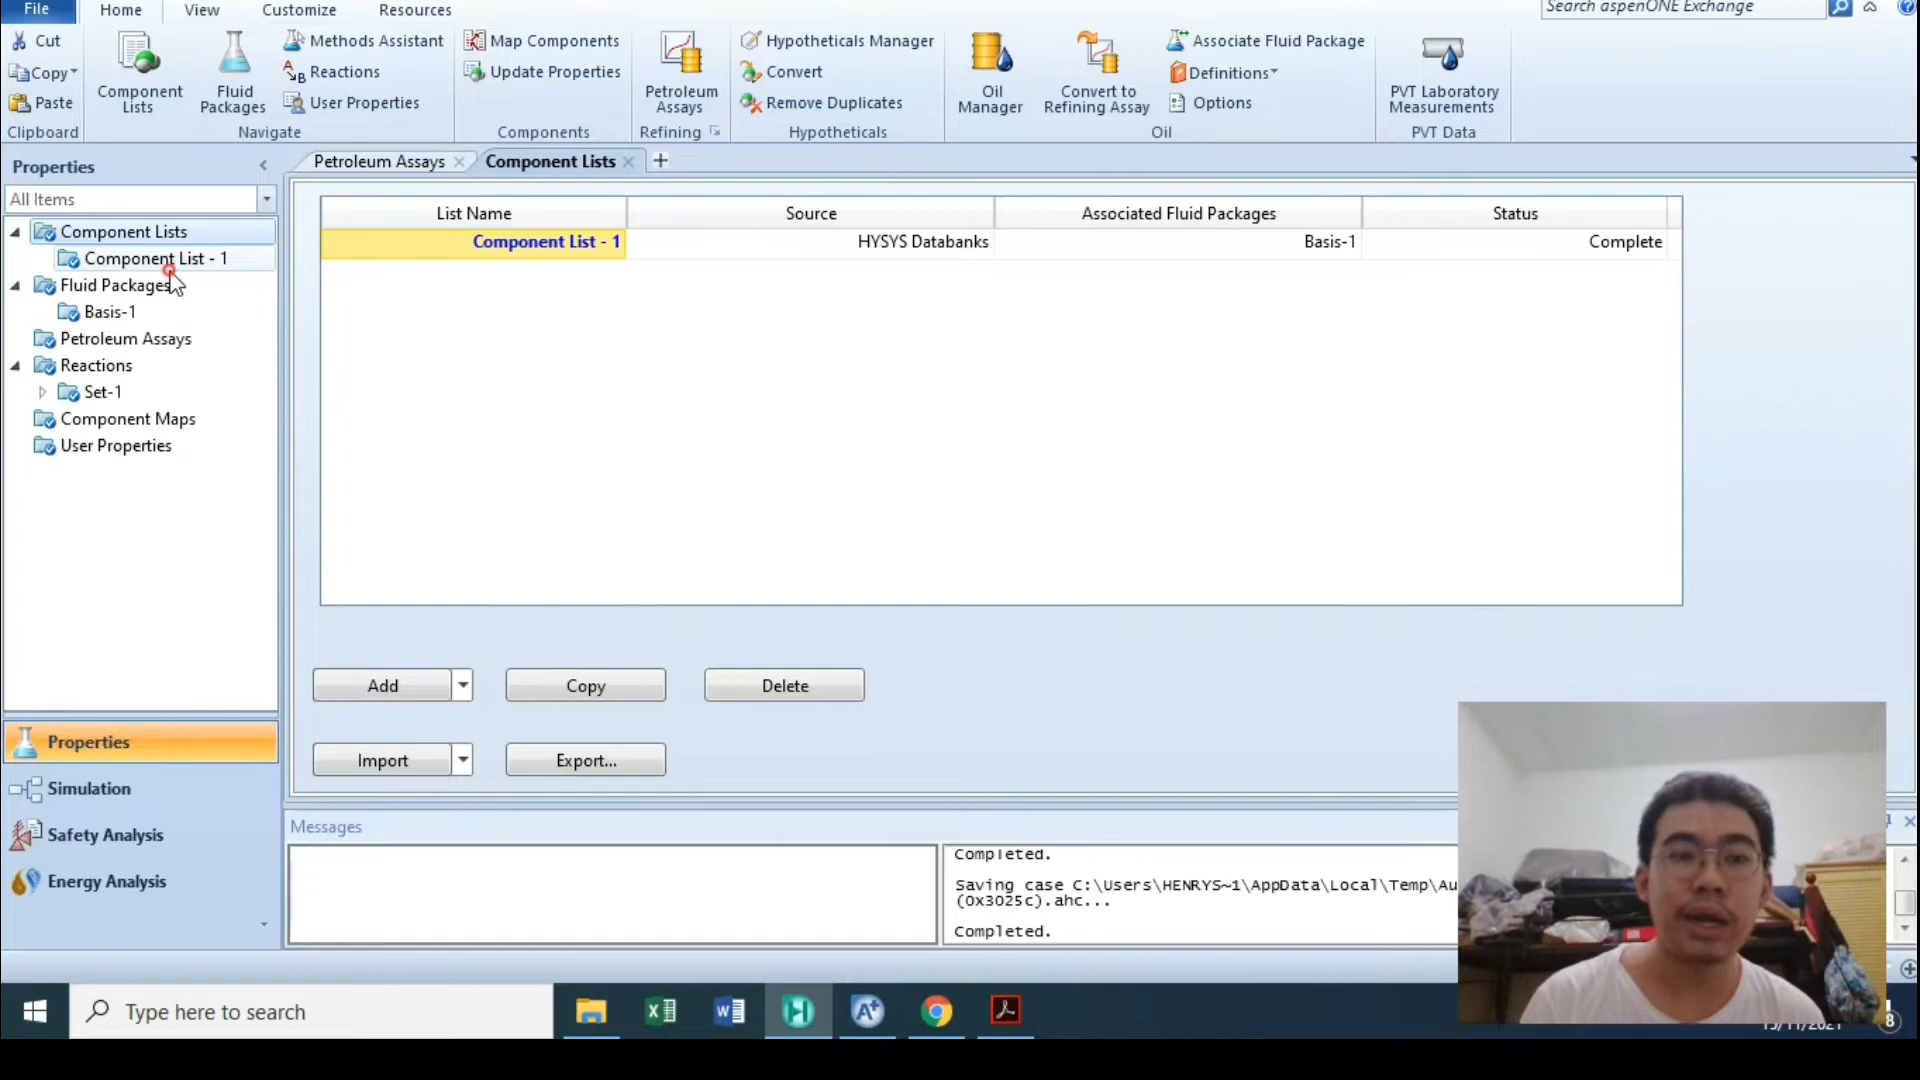 File Home View Customize Resources
Search aspenONE Exchange
Cut
Copy
Paste
Clipboard
Component Lists
Fluid Packages
Methods Assistant
Reactions
User Properties
Navigate
Map Components
Update Properties
Components
Petroleum Assays
Refining
Hypotheticals Manager
Convert
Remove Duplicates
Hypotheticals
Oil Manager
Convert to Refining Assay
Associate Fluid Package
Definitions
Options
Oil
PVT Laboratory Measurements
PVT Data
Properties
All Items
Component Lists
Component List - 1
Fluid Packages
Basis-1
Petroleum Assays
Reactions
Set-1
Component Maps
User Properties
Properties
Simulation
Safety Analysis
Energy Analysis
Petroleum Assays Component Lists
List Name Source Associated Fluid Packages Status
Component List - 1 HYSYS Databanks Basis-1 Complete
Add Copy Delete
Import Export...
Messages
Completed.
Saving case C:\Users\HENRYS~1\AppData\Local\Temp\Au
(0x3025c).ahc...
Completed.
Type here to search
8